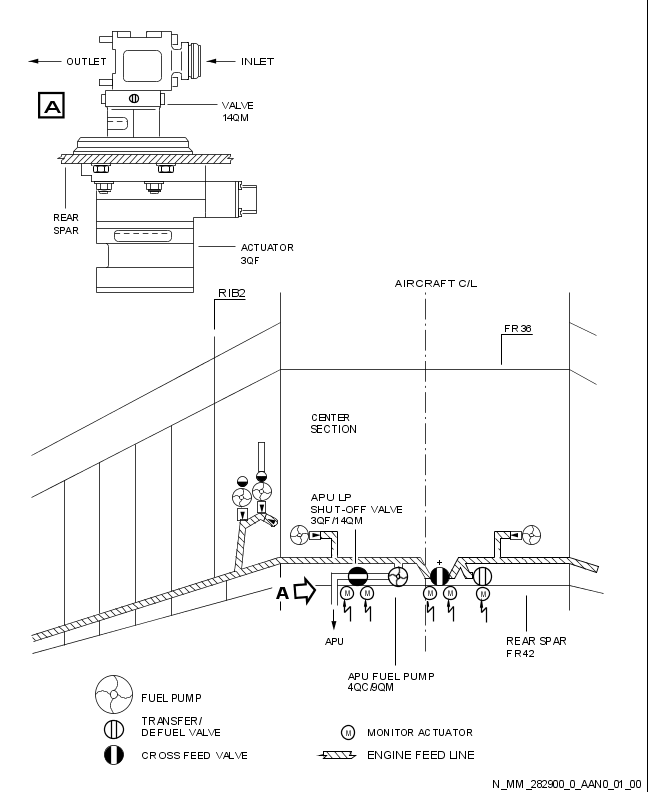 OUTLET
INLET
A
VALVE
14QM
REAR
SPAR
ACTUATOR
3QF
RIB2
AIRCRAFT C/L
FR36
CENTER
SECTION
APU LP
SHUT-OFF VALVE
3QF/14QM
A
M
M
M
M
M
APU
REAR SPAR
FR42
APU FUEL PUMP
4QC/9QM
FUEL PUMP
TRANSFER/
DEFUEL VALVE
CROSS FEED VALVE
M
MONITOR ACTUATOR
ENGINE FEED LINE
N_MM_282900_0_AAN0_01_00